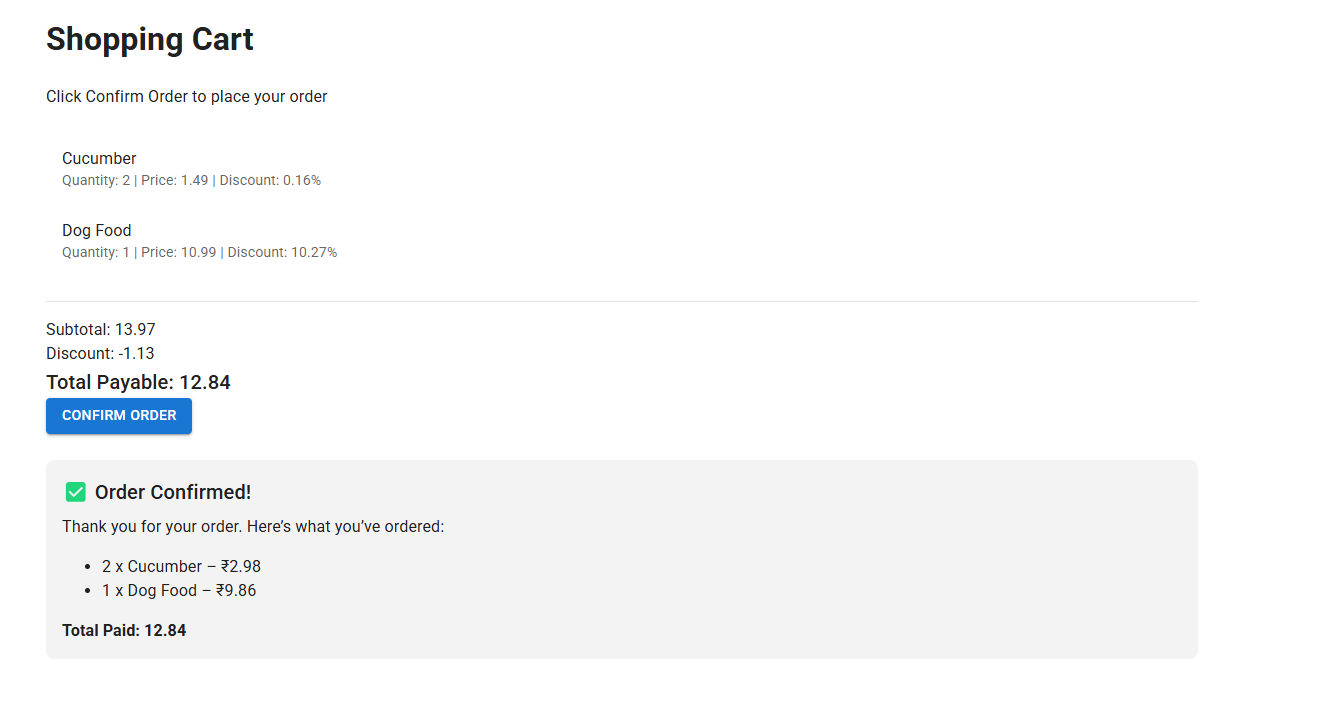 Shopping Cart
Click Confirm Order to place your order
Cucumber
Quantity: 2 | Price: 1.49 | Discount: 0.16%
Dog Food
Quantity: 1 | Price: 10.99 | Discount: 10.27%
Subtotal: 13.97
Discount: -1.13
Total Payable: 12.84
CONFIRM ORDER
✅ Order Confirmed!
Thank you for your order. Here’s what you’ve ordered:
• 2 x Cucumber – ₹2.98
• 1 x Dog Food – ₹9.86
Total Paid: 12.84